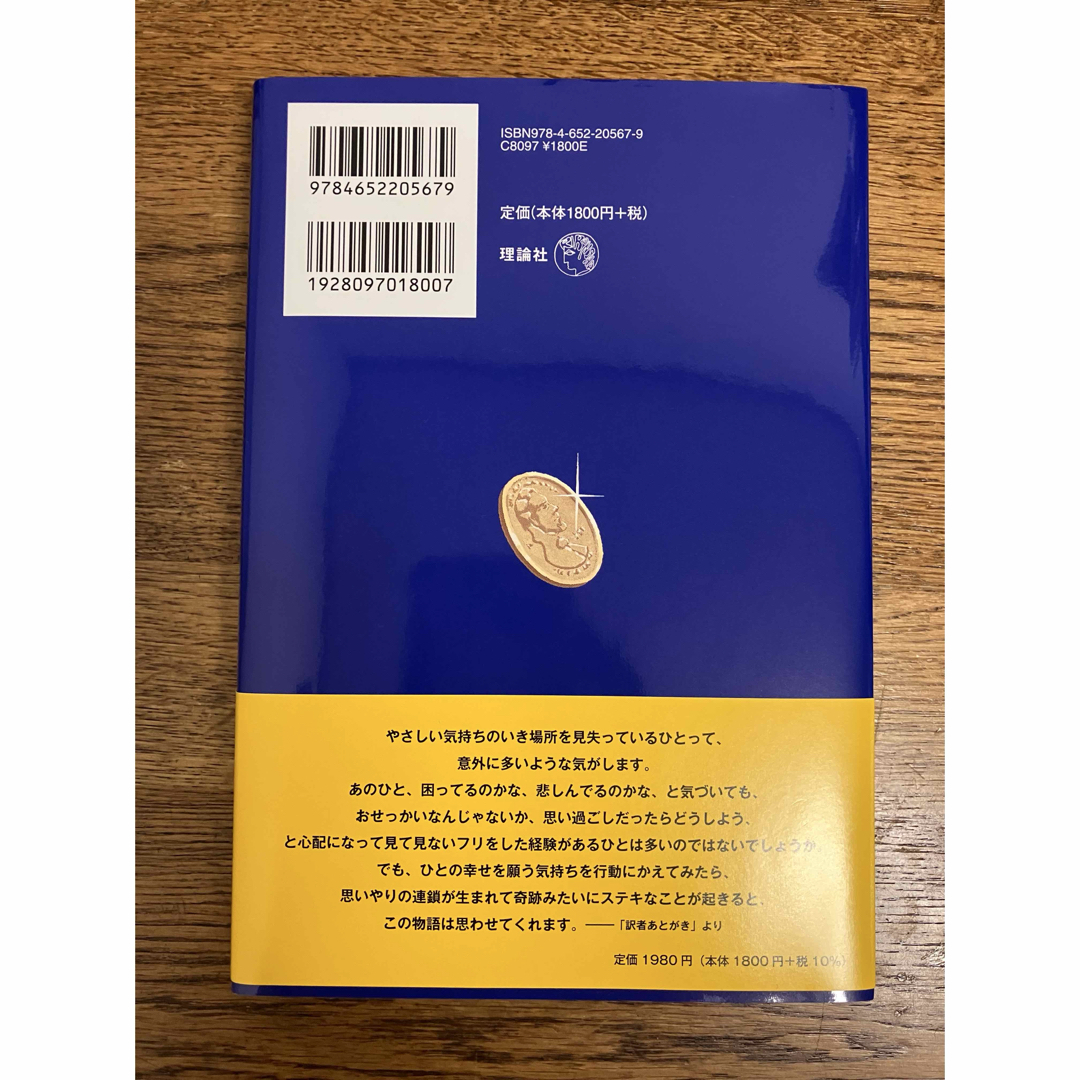 ISBN978-4-652-20567-9
C8097 ¥1800E
9784652205679
定価(本体1800円+税)
理論社
1928097018007
やさしい気持ちのいき場所を見失っているひとって、
意外に多いような気がします。
あのひと、困ってるのかな、悲しんでるのかな、と気づいても、
おせっかいなんじゃないか、思い過ごしだったらどうしよう、
と心配になって見て見ないフリをした経験があるひとは多いのではないでしょうか。
でも、ひとの幸せを願う気持ちを行動にかえてみたら、
思いやりの連鎖が生まれて奇跡みたいにステキなことが起きると、
この物語は思わせてくれます。——「訳者あとがき」より
定価 1980 円（本体 1800 円＋税 10%）